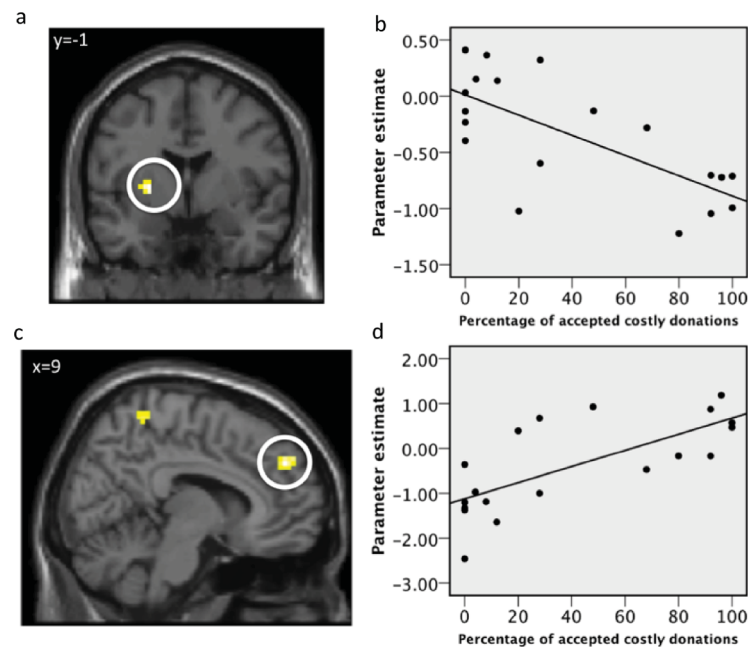 a
y=-1
b
0.50
0.00
-0.50
-1.00
-1.50
Parameter estimate
0 20 40 60 80 100
Percentage of accepted costly donations
c
x=9
d
2.00
1.00
0.00
-1.00
-2.00
-3.00
Parameter estimate
0 20 40 60 80 100
Percentage of accepted costly donations